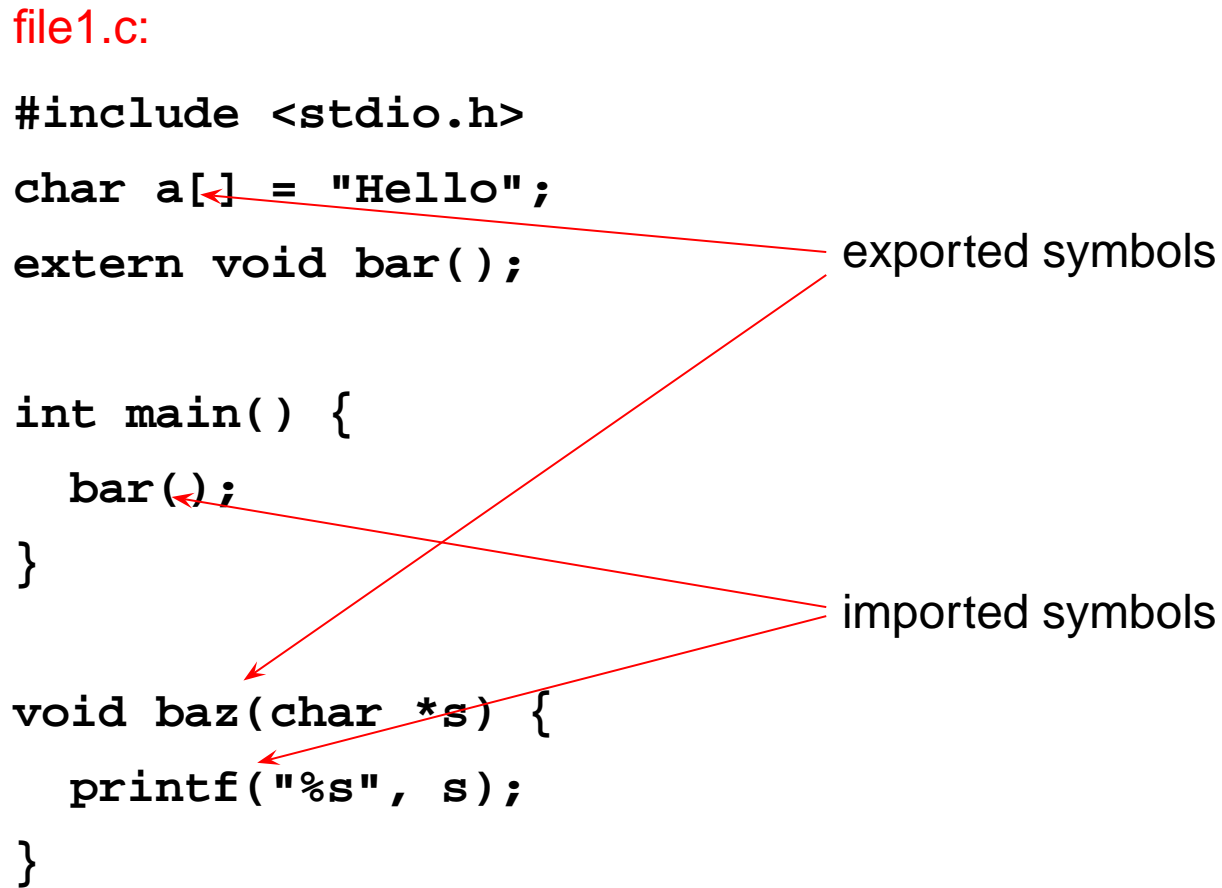 file1.c:
#include <stdio.h>
char a[] = "Hello";
extern void bar();
exported symbols
int main() {
  bar();
}
imported symbols
void baz(char *s) {
  printf("%s", s);
}